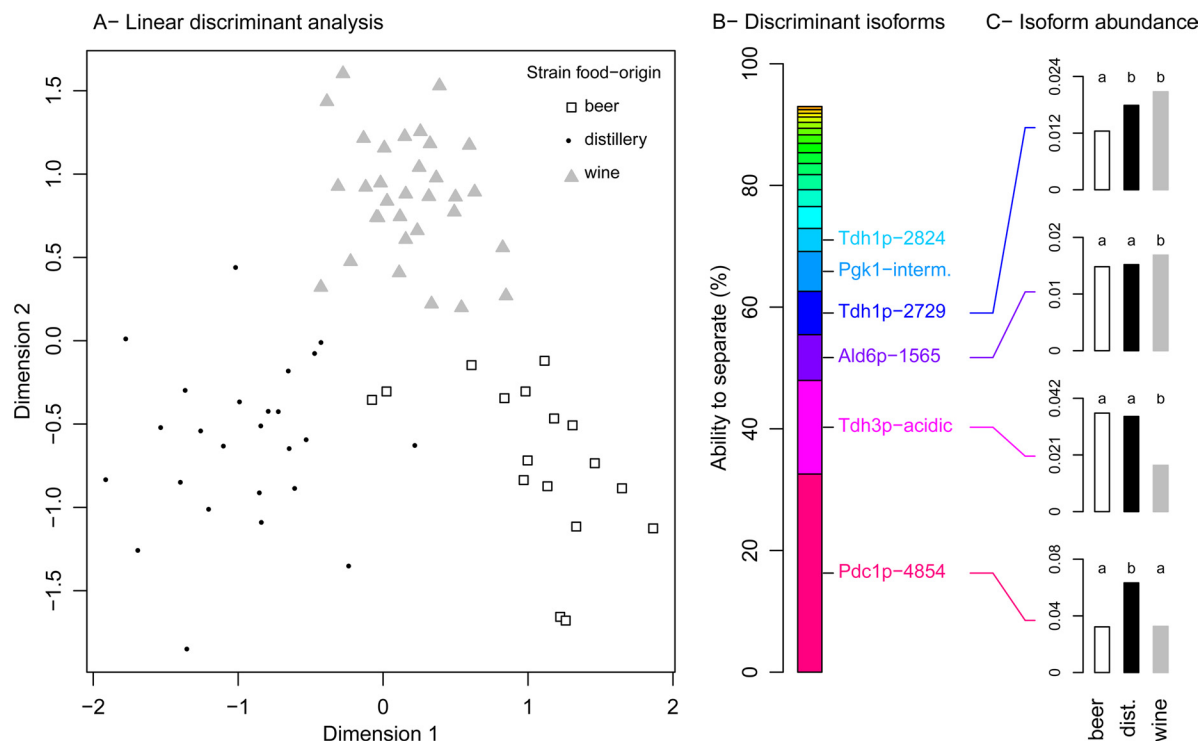 A− Linear discriminant analysis
B− Discriminant isoforms
C− Isoform abundance
Dimension 2
1.5
1.0
0.5
0.0
−0.5
−1.0
−1.5
−2
−1
0
1
2
Dimension 1
Strain food−origin
beer
distillery
wine
Ability to separate (%)
100
80
60
40
20
0
Tdh1p−2824
Pgk1−interm.
Tdh1p−2729
Ald6p−1565
Tdh3p−acidic
Pdc1p−4854
0.024
0.012
0
a b b
0.02
0.01
0
a a b
0.042
0.021
0
a a b
0.08
0.04
0
a b a
beer
dist.
wine